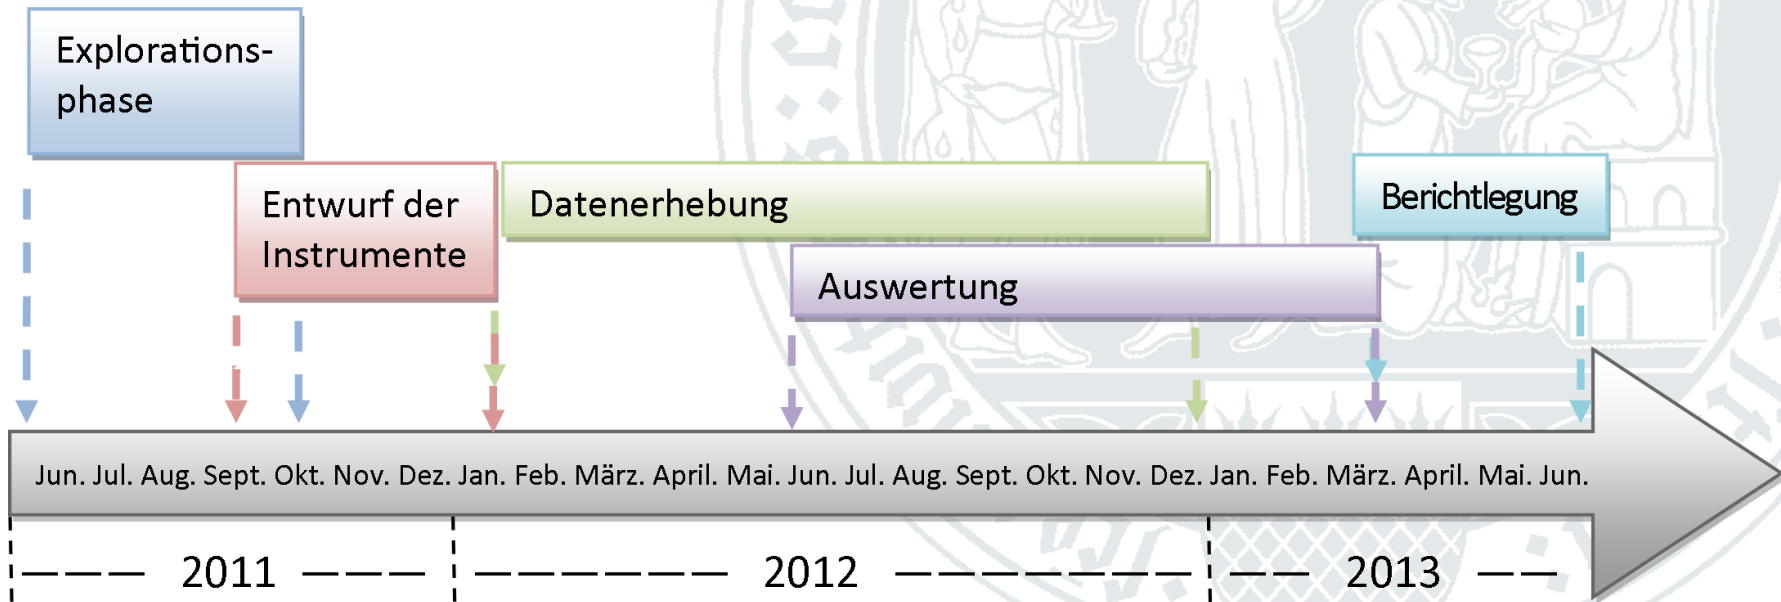 Explorations-
phase
Entwurf der
Instrumente
Datenerhebung
Auswertung
Berichtlegung
Jun. Jul. Aug. Sept. Okt. Nov. Dez. Jan. Feb. März. April. Mai. Jun. Jul. Aug. Sept. Okt. Nov. Dez. Jan. Feb. März. April. Mai. Jun.
2011
2012
2013